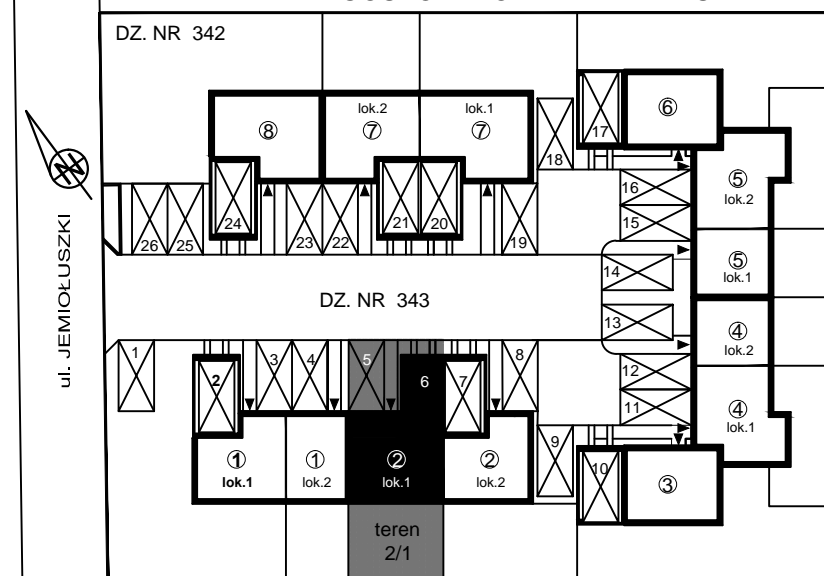 DZ. NR 342
lok.2
lok.1
⑧
⑦
⑦
⑥
17
18
⑤
lok.2
16
15
24
21
20
26
25
23
22
19
⑤
lok.1
14
ul. JEMIOŁUSZKI
DZ. NR 343
13
④
lok.2
1
2
3
4
5
6
7
8
12
11
④
lok.1
①
lok.1
①
lok.2
②
lok.1
②
lok.2
9
10
③
teren
2/1
N